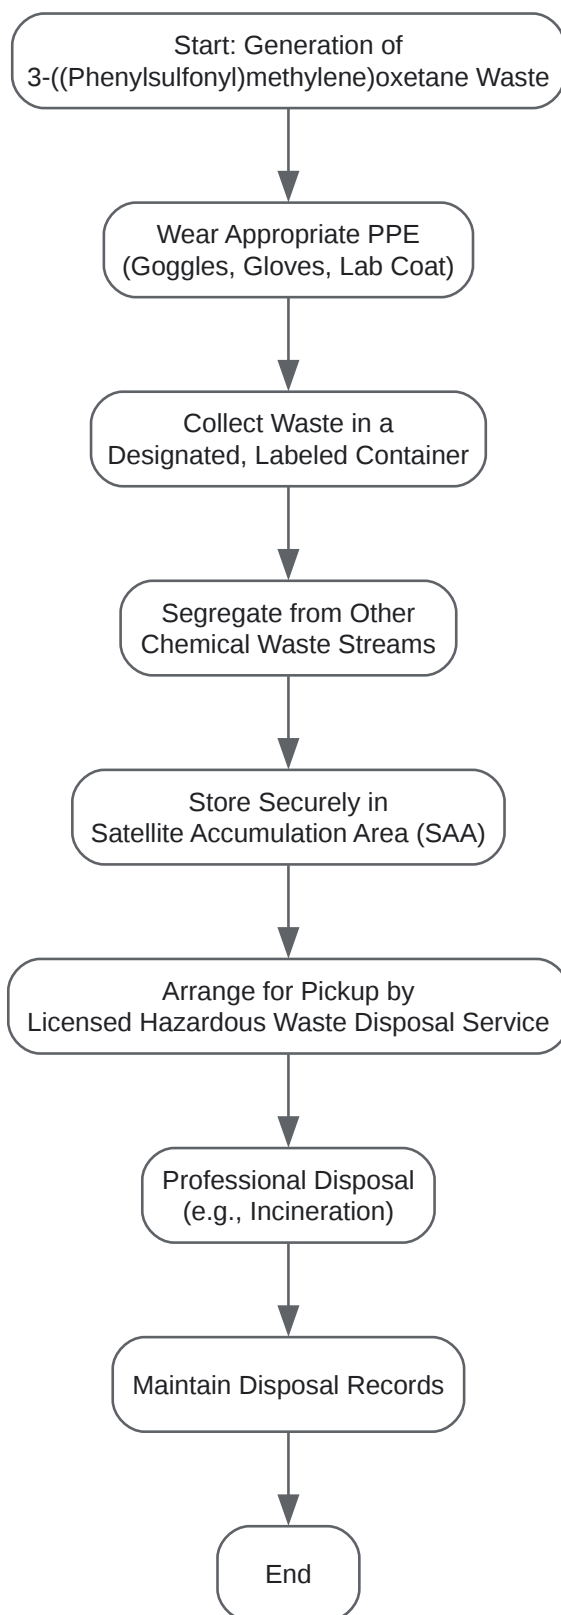 Start: Generation of
3-((Phenylsulfonyl)methylene)oxetane Waste
Wear Appropriate PPE
(Goggles, Gloves, Lab Coat)
Collect Waste in a
Designated, Labeled Container
Segregate from Other
Chemical Waste Streams
Store Securely in
Satellite Accumulation Area (SAA)
Arrange for Pickup by
Licensed Hazardous Waste Disposal Service
Professional Disposal
(e.g., Incineration)
Maintain Disposal Records
End